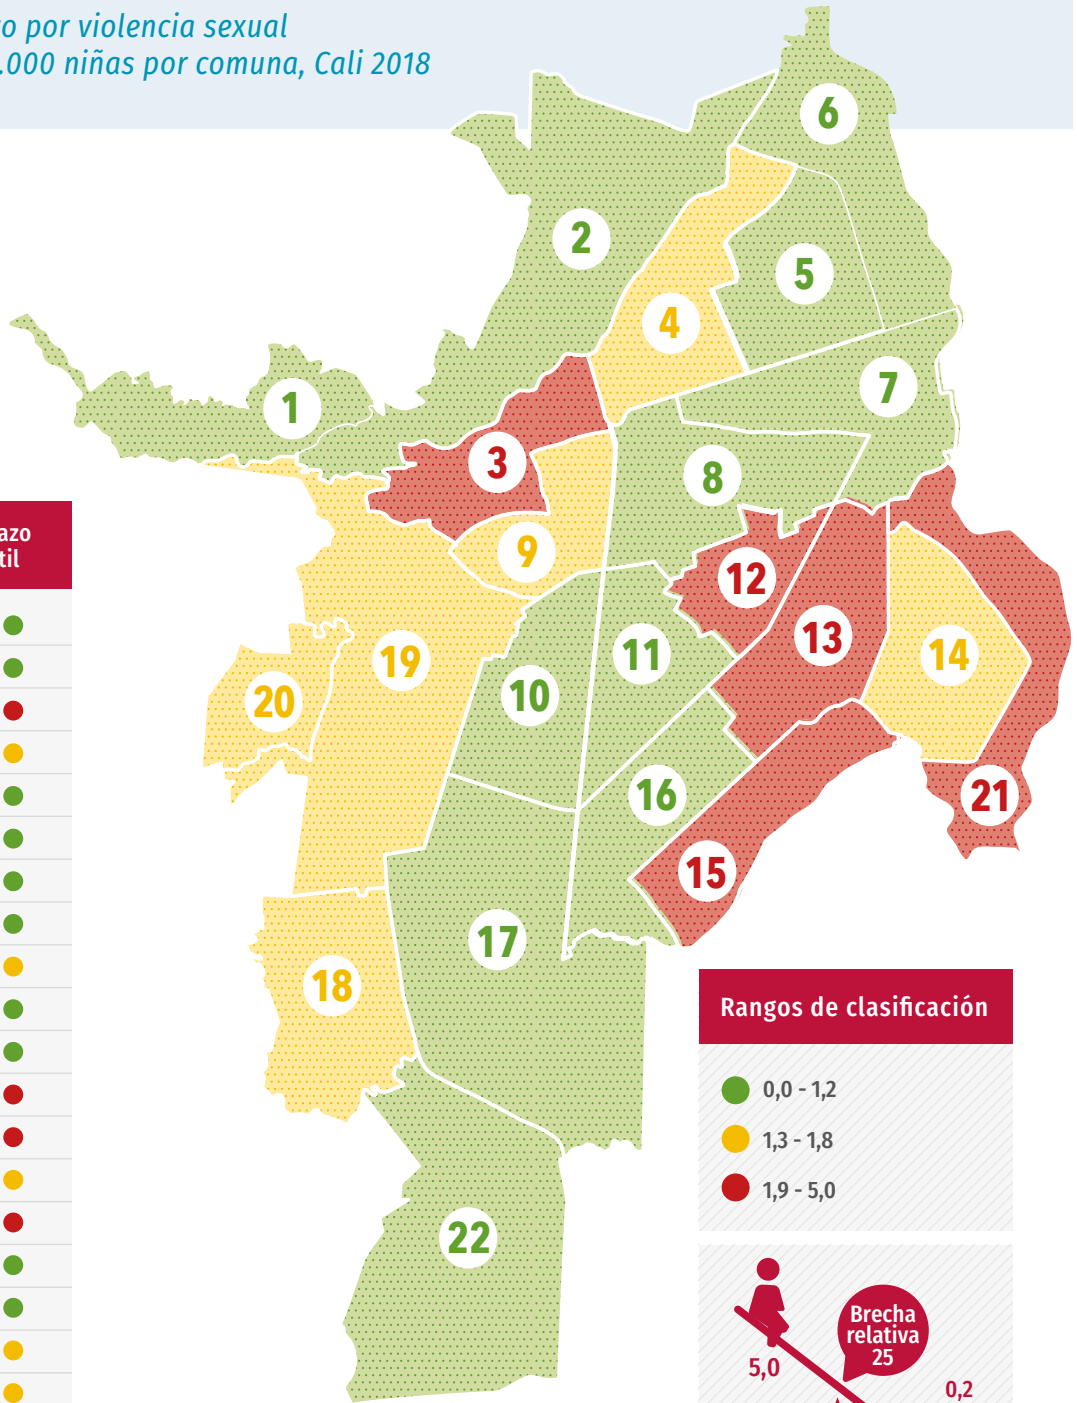 o por violencia sexual
.000 niñas por comuna, Cali 2018
6
2
5
4
7
1
3
8
9
12
13
11
14
19
10
20
16
21
15
17
18
22
azo
til
Rangos de clasificación
0,0 - 1,2
1,3 - 1,8
1,9 - 5,0
Brecha
relativa
25
5,0
0,2